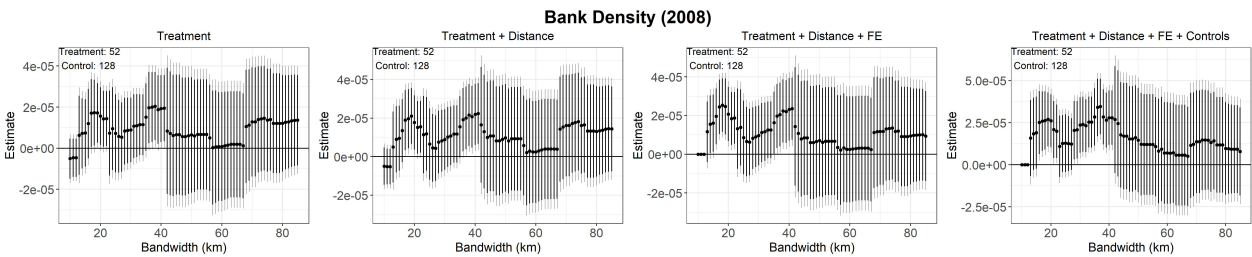 Bank Density (2008)
Treatment
Treatment: 52
Control: 128
4e-05
2e-05
0e+00
-2e-05
Estimate
20
40
60
80
Bandwidth (km)
Treatment + Distance
Treatment: 52
Control: 128
4e-05
2e-05
0e+00
-2e-05
Estimate
20
40
60
80
Bandwidth (km)
Treatment + Distance + FE
Treatment: 52
Control: 128
4e-05
2e-05
0e+00
-2e-05
Estimate
20
40
60
80
Bandwidth (km)
Treatment + Distance + FE + Controls
Treatment: 52
Control: 128
5.0e-05
2.5e-05
0.0e+00
-2.5e-05
Estimate
20
40
60
80
Bandwidth (km)